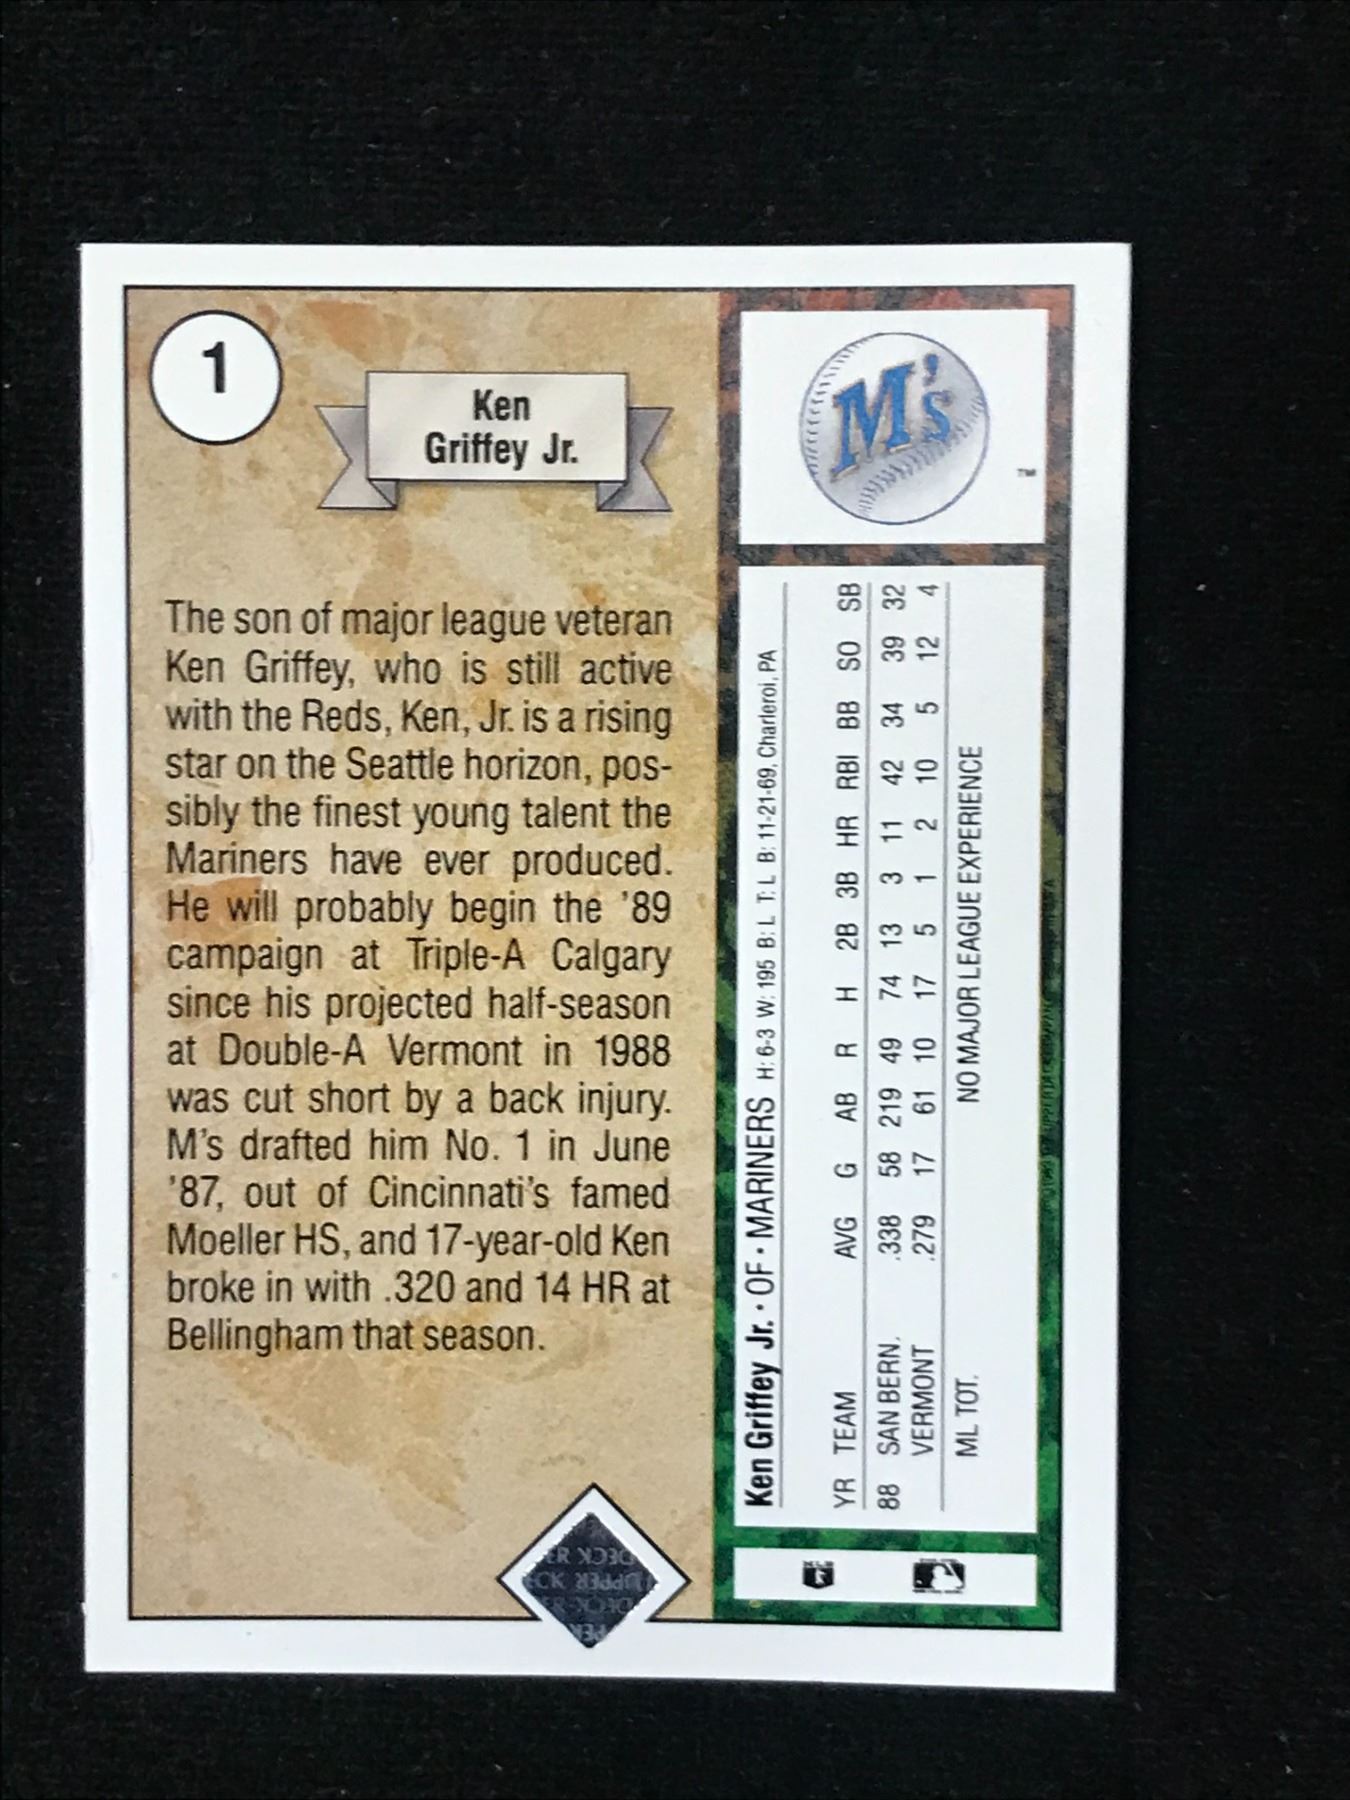 1
Ken
Griffey Jr.
The son of major league veteran
Ken Griffey, who is still active
with the Reds, Ken, Jr. is a rising
star on the Seattle horizon, pos-
sibly the finest young talent the
Mariners have ever produced.
He will probably begin the '89
campaign at Triple-A Calgary
since his projected half-season
at Double-A Vermont in 1988
was cut short by a back injury.
M's drafted him No. 1 in June
'87, out of Cincinnati's famed
Moeller HS, and 17-year-old Ken
broke in with .320 and 14 HR at
Bellingham that season.
M's
TM
Ken Griffey Jr. • OF • MARINERS H: 6-3 W: 195 B: L T: L B: 11-21-69, Charleroi, PA
YR TEAM AVG G AB R H 2B 3B HR RBI BB SO SB
88 SAN BERN. .338 58 219 49 74 13 3 11 42 34 39 32
VERMONT .279 17 61 10 17 5 1 2 10 5 12 4
ML TOT. NO MAJOR LEAGUE EXPERIENCE
DECK
UPPER
DECK